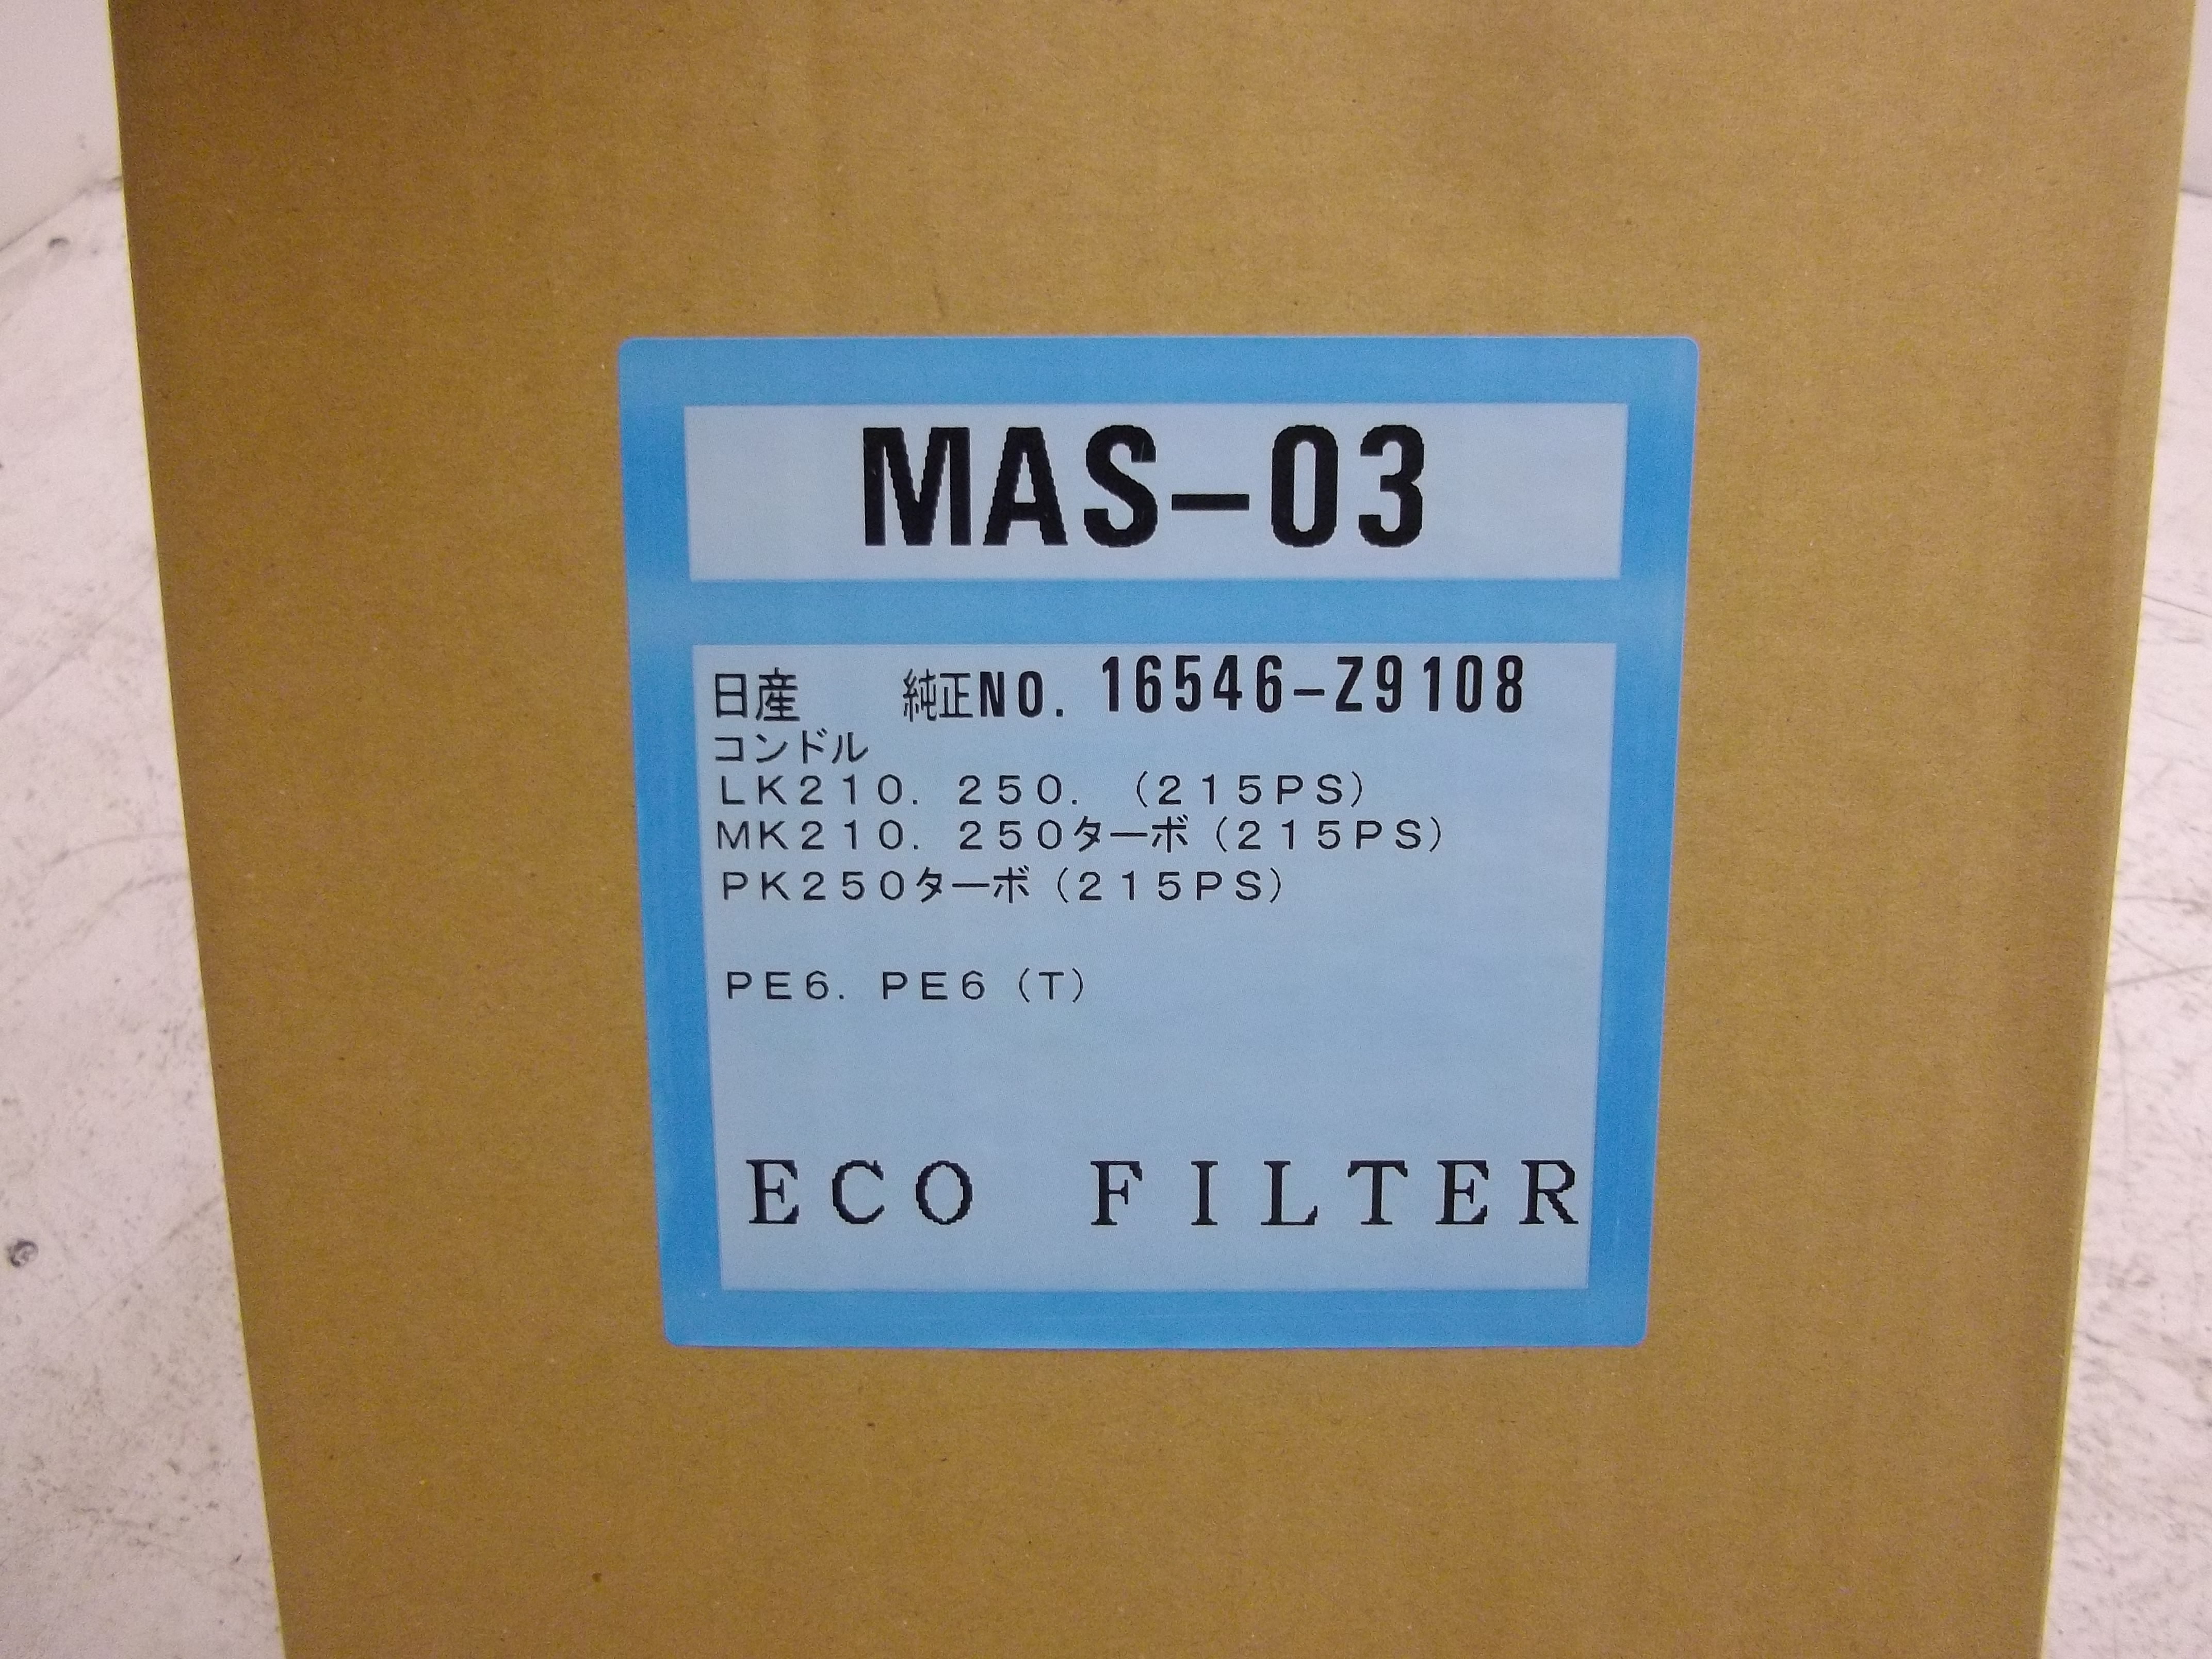 MAS-03
日産 純正NO. 16546-Z9108
コンドル
LK210. 250. (215PS)
MK210. 250ターボ(215PS)
PK250ターボ(215PS)
PE6. PE6(T)
ECO FILTER